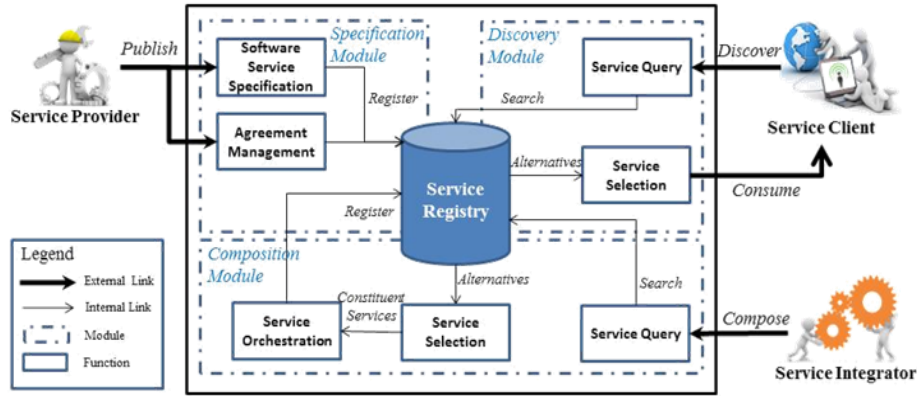 Publish
Service Provider
Software
Service
Specification
Specification
Module
Register
Agreement
Management
Discovery
Module
Service Query
Search
Discover
Service Client
Service
Registry
Alternatives
Service
Selection
Consume
Register
Composition
Module
Alternatives
Service
Orchestration
Constituent
Services
Service
Selection
Search
Service Query
Compose
Service Integrator
Legend
External Link
Internal Link
Module
Function